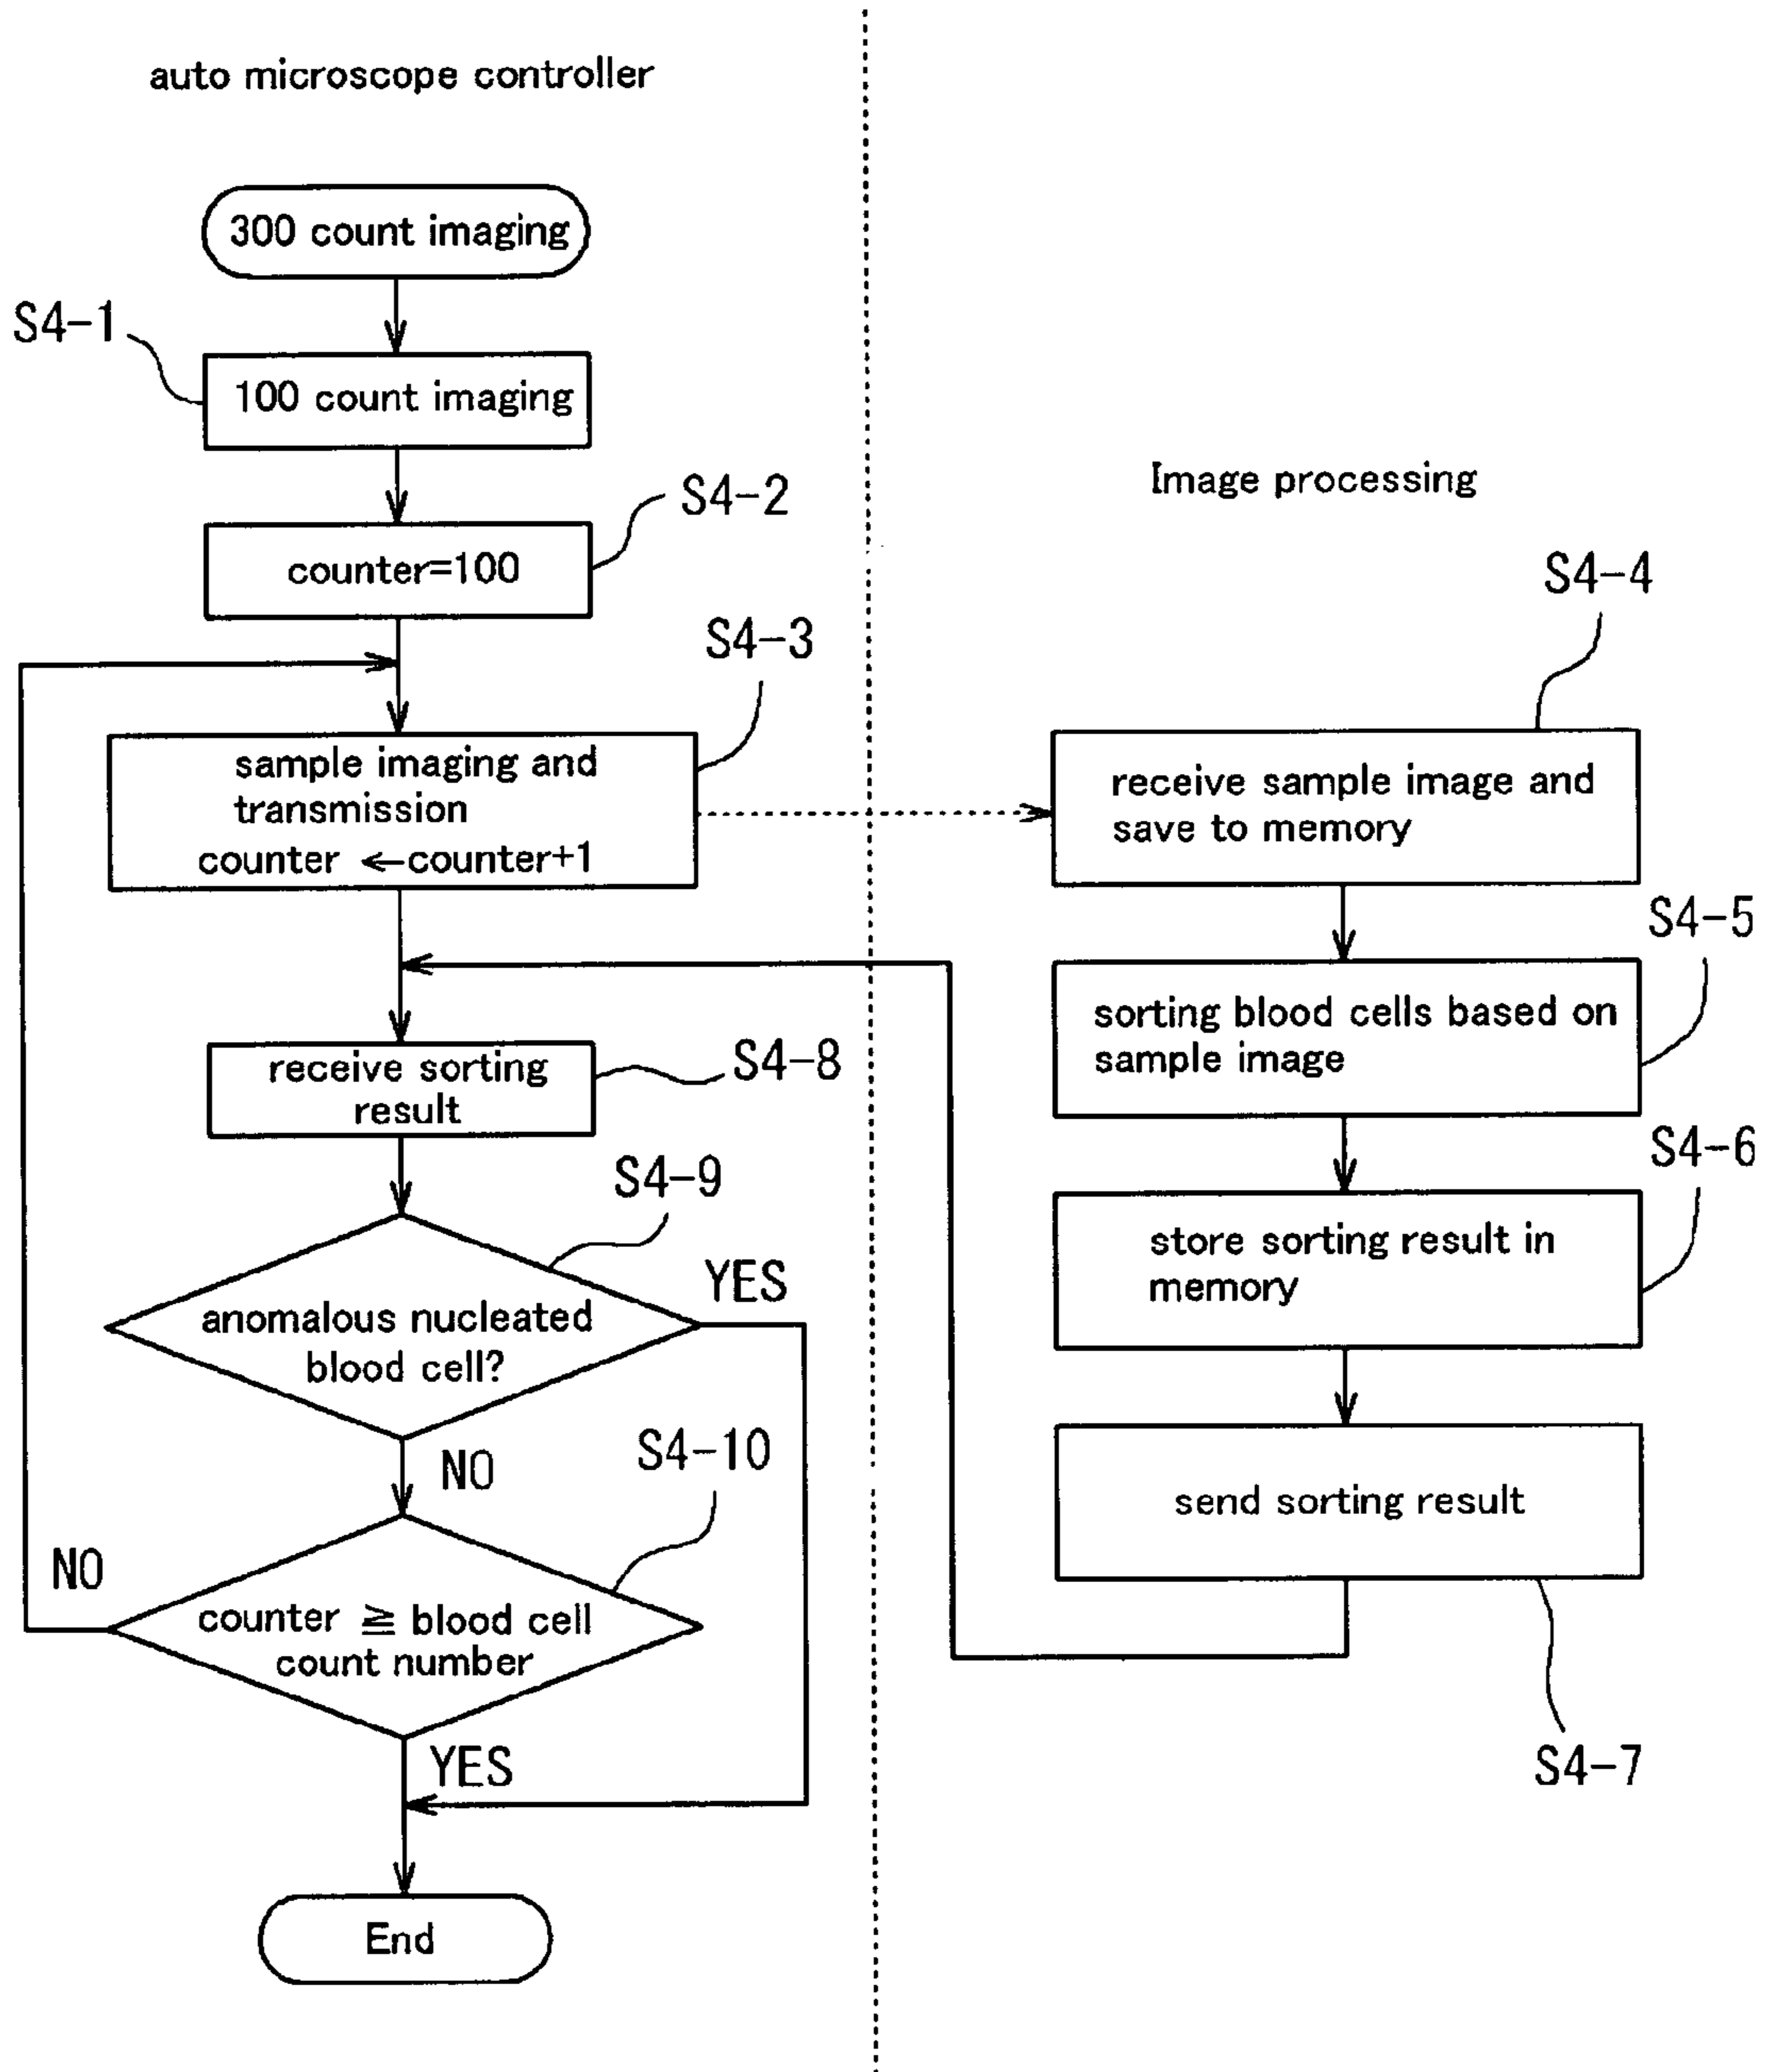 auto microscope controller
300 count imaging
S4-1
100 count imaging
S4-2
counter=100
S4-3
sample imaging and
transmission
counter ←counter+1
S4-8
receive sorting
result
S4-9
anomalous nucleated
blood cell?
YES
NO
S4-10
counter ≧ blood cell
count number
NO
YES
End
Image processing
S4-4
receive sample image and
save to memory
S4-5
sorting blood cells based on
sample image
S4-6
store sorting result in
memory
send sorting result
S4-7